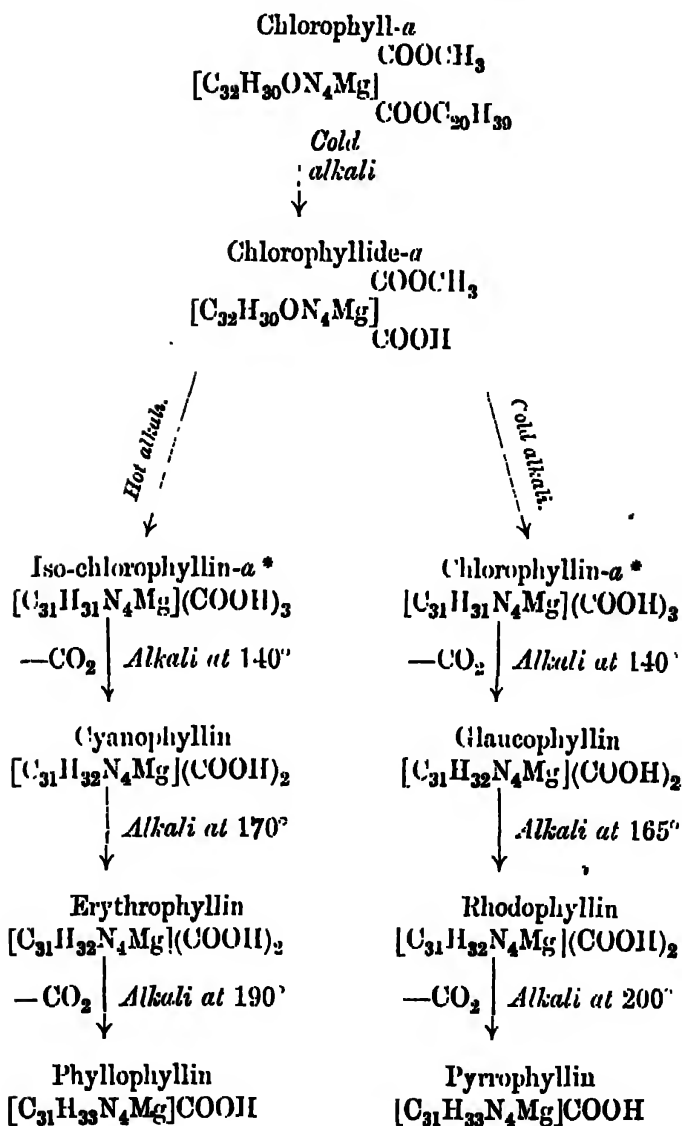 Chlorophyll-a
COOCH₃
[C₃₂H₃₀ON₄Mg]
COOC₂₀H₃₉
Cold
alkali
Chlorophyllide-a
COOCH₃
[C₃₂H₃₀ON₄Mg]
COOH
Hot alkali.
Cold alkali.
Iso-chlorophyllin-a * Chlorophyllin-a *
[C₃₁H₃₁N₄Mg](COOH)₃ [C₃₁H₃₁N₄Mg](COOH)₃
—CO₂ Alkali at 140° —CO₂ Alkali at 140°
Cyanophyllin Glaucophyllin
[C₃₁H₃₂N₄Mg](COOH)₂ [C₃₁H₃₂N₄Mg](COOH)₂
Alkali at 170° Alkali at 165°
Erythrophyllin Rhodophyllin
[C₃₁H₃₂N₄Mg](COOH)₂ [C₃₁H₃₂N₄Mg](COOH)₂
—CO₂ Alkali at 190° —CO₂ Alkali at 200°
Phyllophyllin Pyrrophyllin
[C₃₁H₃₃N₄Mg]COOH [C₃₁H₃₃N₄Mg]COOH